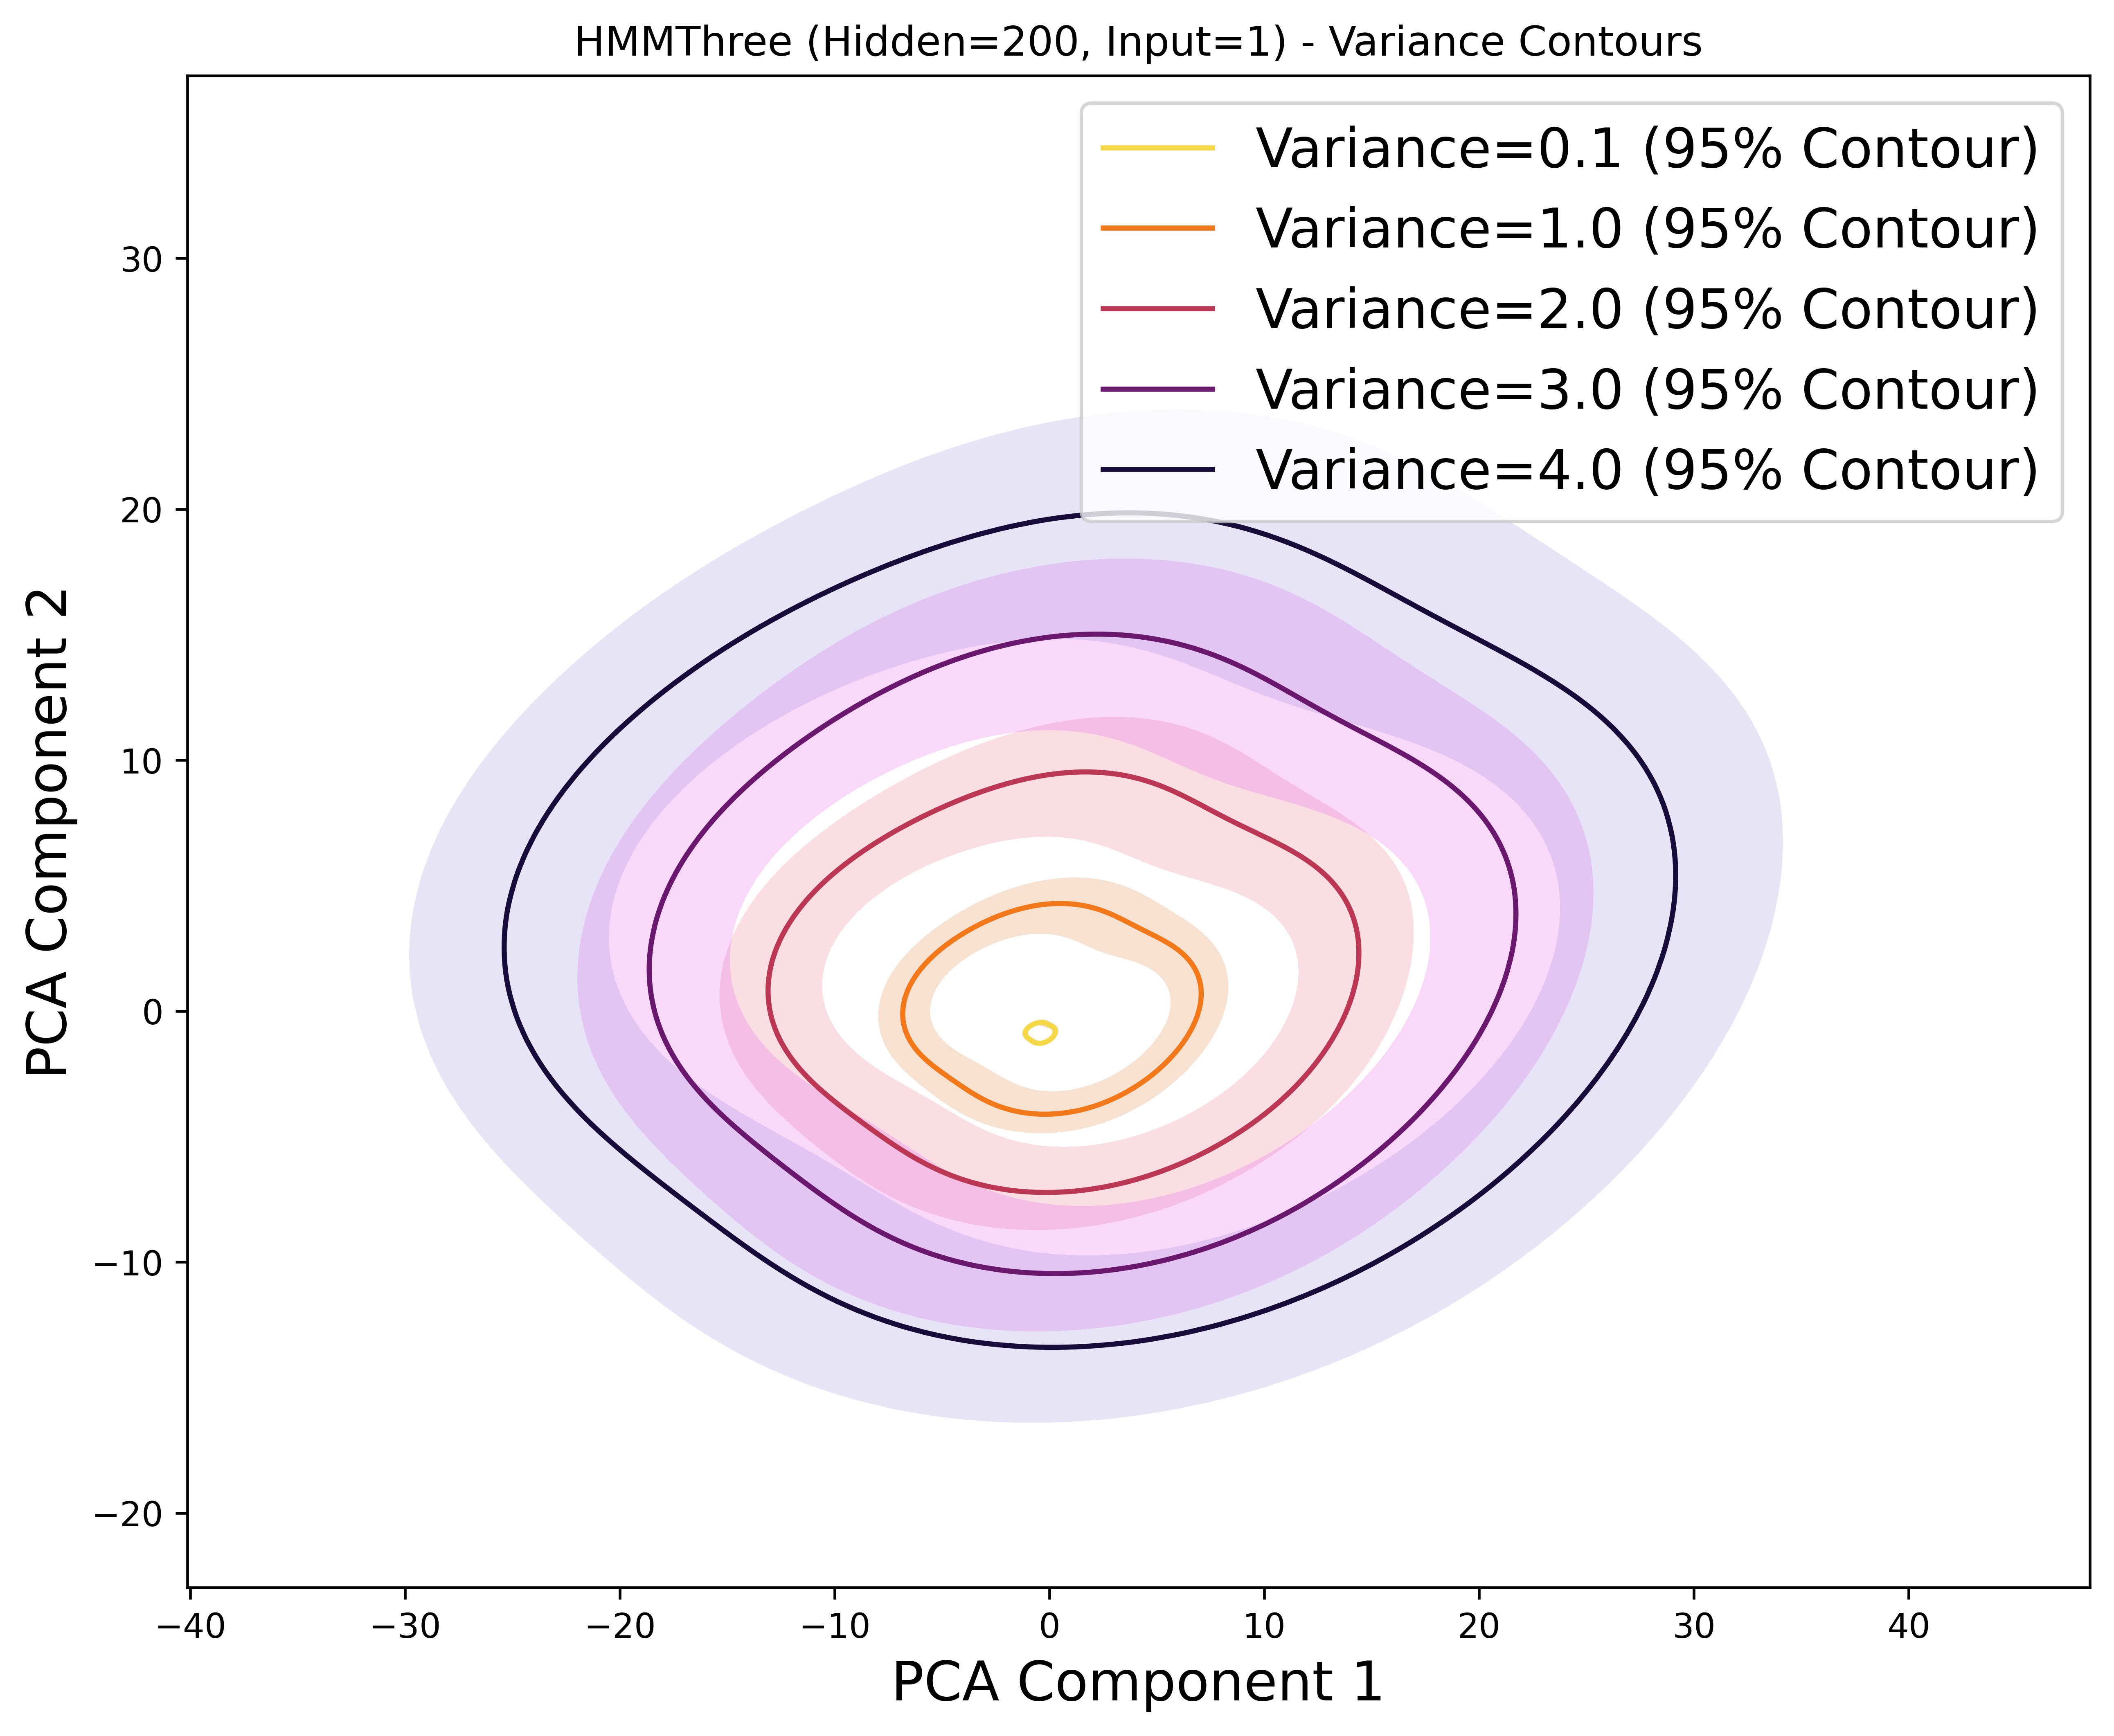 HMMThree (Hidden=200, Input=1) - Variance Contours
Variance=0.1 (95% Contour)
Variance=1.0 (95% Contour)
Variance=2.0 (95% Contour)
Variance=3.0 (95% Contour)
Variance=4.0 (95% Contour)
PCA Component 2
30
20
10
0
−10
−20
−40 −30 −20 −10 0 10 20 30 40
PCA Component 1